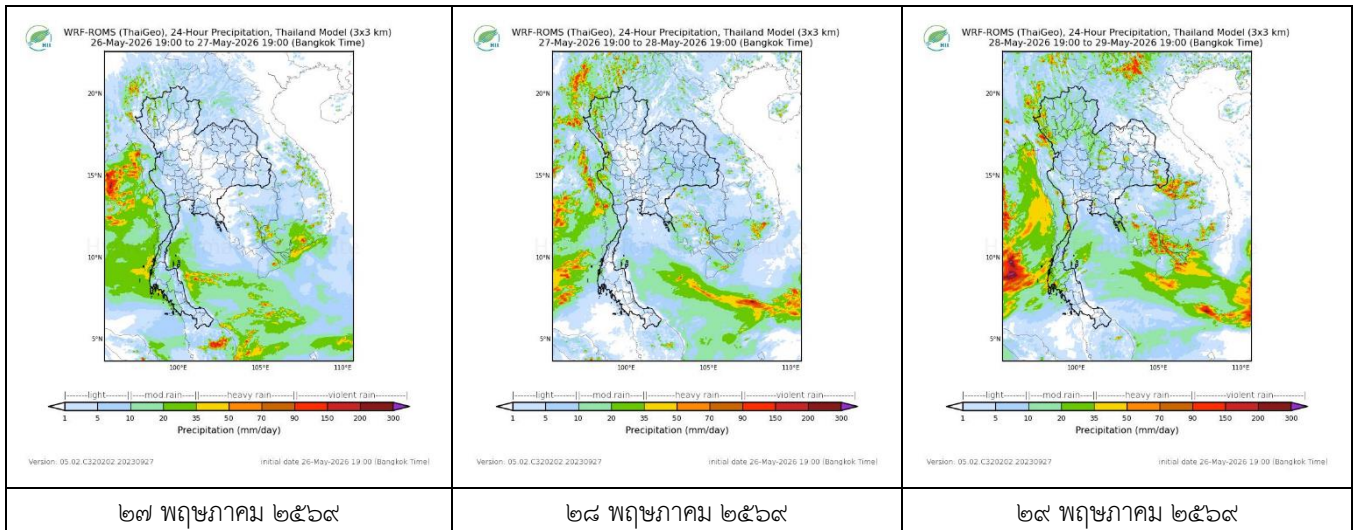 WRF-ROMS (ThaiGeo), 24-Hour Precipitation, Thailand Model (3x3 km)
26-May-2026 19:00 to 27-May-2026 19:00 (Bangkok Time)
20°N
15°N
10°N
5°N
100°E 105°E 110°E
|-------light-------||---mod rain---||------heavy rain------||------violent rain------|
1 5 10 20 35 50 70 90 150 200 300
Precipitation (mm/day)
Version: 05.02.C320202.20230927 initial date 26-May-2026 19:00 (Bangkok Time)
๒๗ พฤษภาคม ๒๕๖๙
WRF-ROMS (ThaiGeo), 24-Hour Precipitation, Thailand Model (3x3 km)
27-May-2026 19:00 to 28-May-2026 19:00 (Bangkok Time)
20°N
15°N
10°N
5°N
100°E 105°E 110°E
|-------light-------||---mod rain---||------heavy rain------||------violent rain------|
1 5 10 20 35 50 70 90 150 200 300
Precipitation (mm/day)
Version: 05.02.C320202.20230927 initial date 26-May-2026 19:00 (Bangkok Time)
๒๘ พฤษภาคม ๒๕๖๙
WRF-ROMS (ThaiGeo), 24-Hour Precipitation, Thailand Model (3x3 km)
28-May-2026 19:00 to 29-May-2026 19:00 (Bangkok Time)
20°N
15°N
10°N
5°N
100°E 105°E 110°E
|-------light-------||---mod rain---||------heavy rain------||------violent rain------|
1 5 10 20 35 50 70 90 150 200 300
Precipitation (mm/day)
Version: 05.02.C320202.20230927 initial date 26-May-2026 19:00 (Bangkok Time)
๒๙ พฤษภาคม ๒๕๖๙